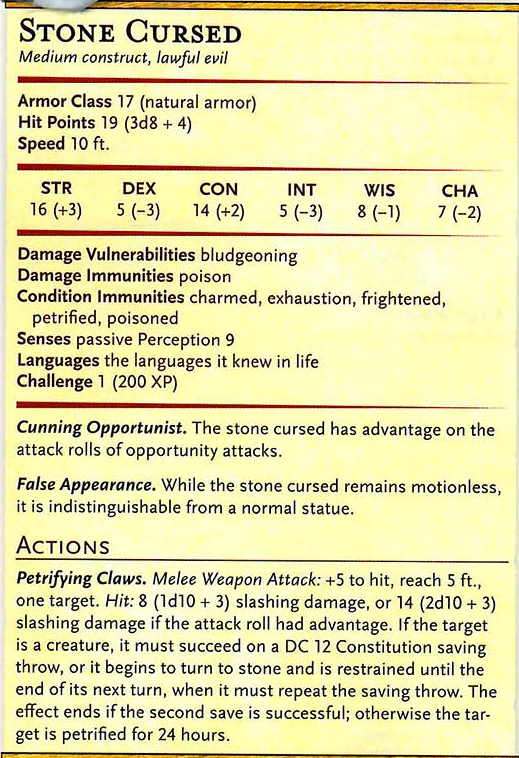 STONE CURSED
Medium construct, lawful evil
Armor Class 17 (natural armor)
Hit Points 19 (3d8 + 4)
Speed 10 ft.
STR DEX CON INT WIS CHA
16 (+3) 5 (–3) 14 (+2) 5 (–3) 8 (–1) 7 (–2)
Damage Vulnerabilities bludgeoning
Damage Immunities poison
Condition Immunities charmed, exhaustion, frightened,
petrified, poisoned
Senses passive Perception 9
Languages the languages it knew in life
Challenge 1 (200 XP)
Cunning Opportunist. The stone cursed has advantage on the
attack rolls of opportunity attacks.
False Appearance. While the stone cursed remains motionless,
it is indistinguishable from a normal statue.
ACTIONS
Petrifying Claws. Melee Weapon Attack: +5 to hit, reach 5 ft.,
one target. Hit: 8 (1d10 + 3) slashing damage, or 14 (2d10 + 3)
slashing damage if the attack roll had advantage. If the target
is a creature, it must succeed on a DC 12 Constitution saving
throw, or it begins to turn to stone and is restrained until the
end of its next turn, when it must repeat the saving throw. The
effect ends if the second save is successful; otherwise the tar-
get is petrified for 24 hours.